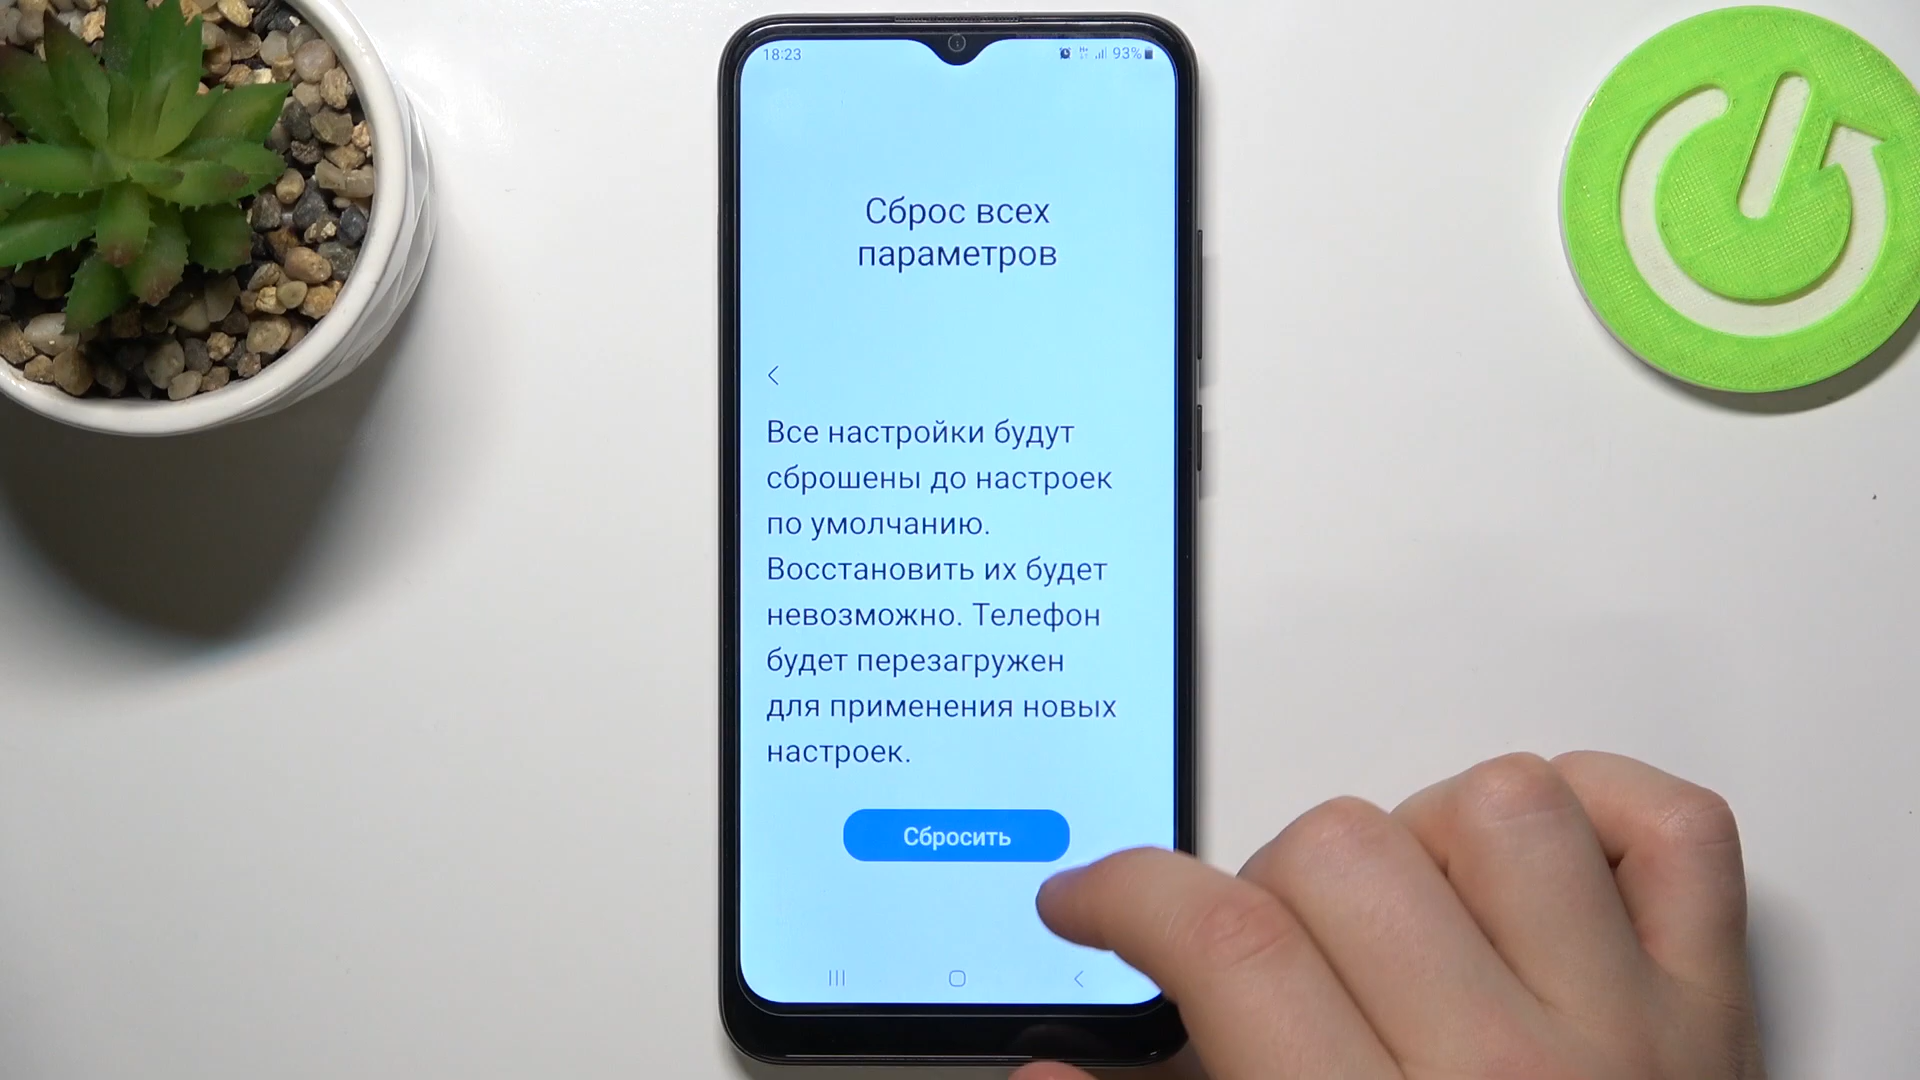 18:23
93%
Сброс всех
параметров
Все настройки будут
сброшены до настроек
по умолчанию.
Восстановить их будет
невозможно. Телефон
будет перезагружен
для применения новых
настроек.
Сбросить